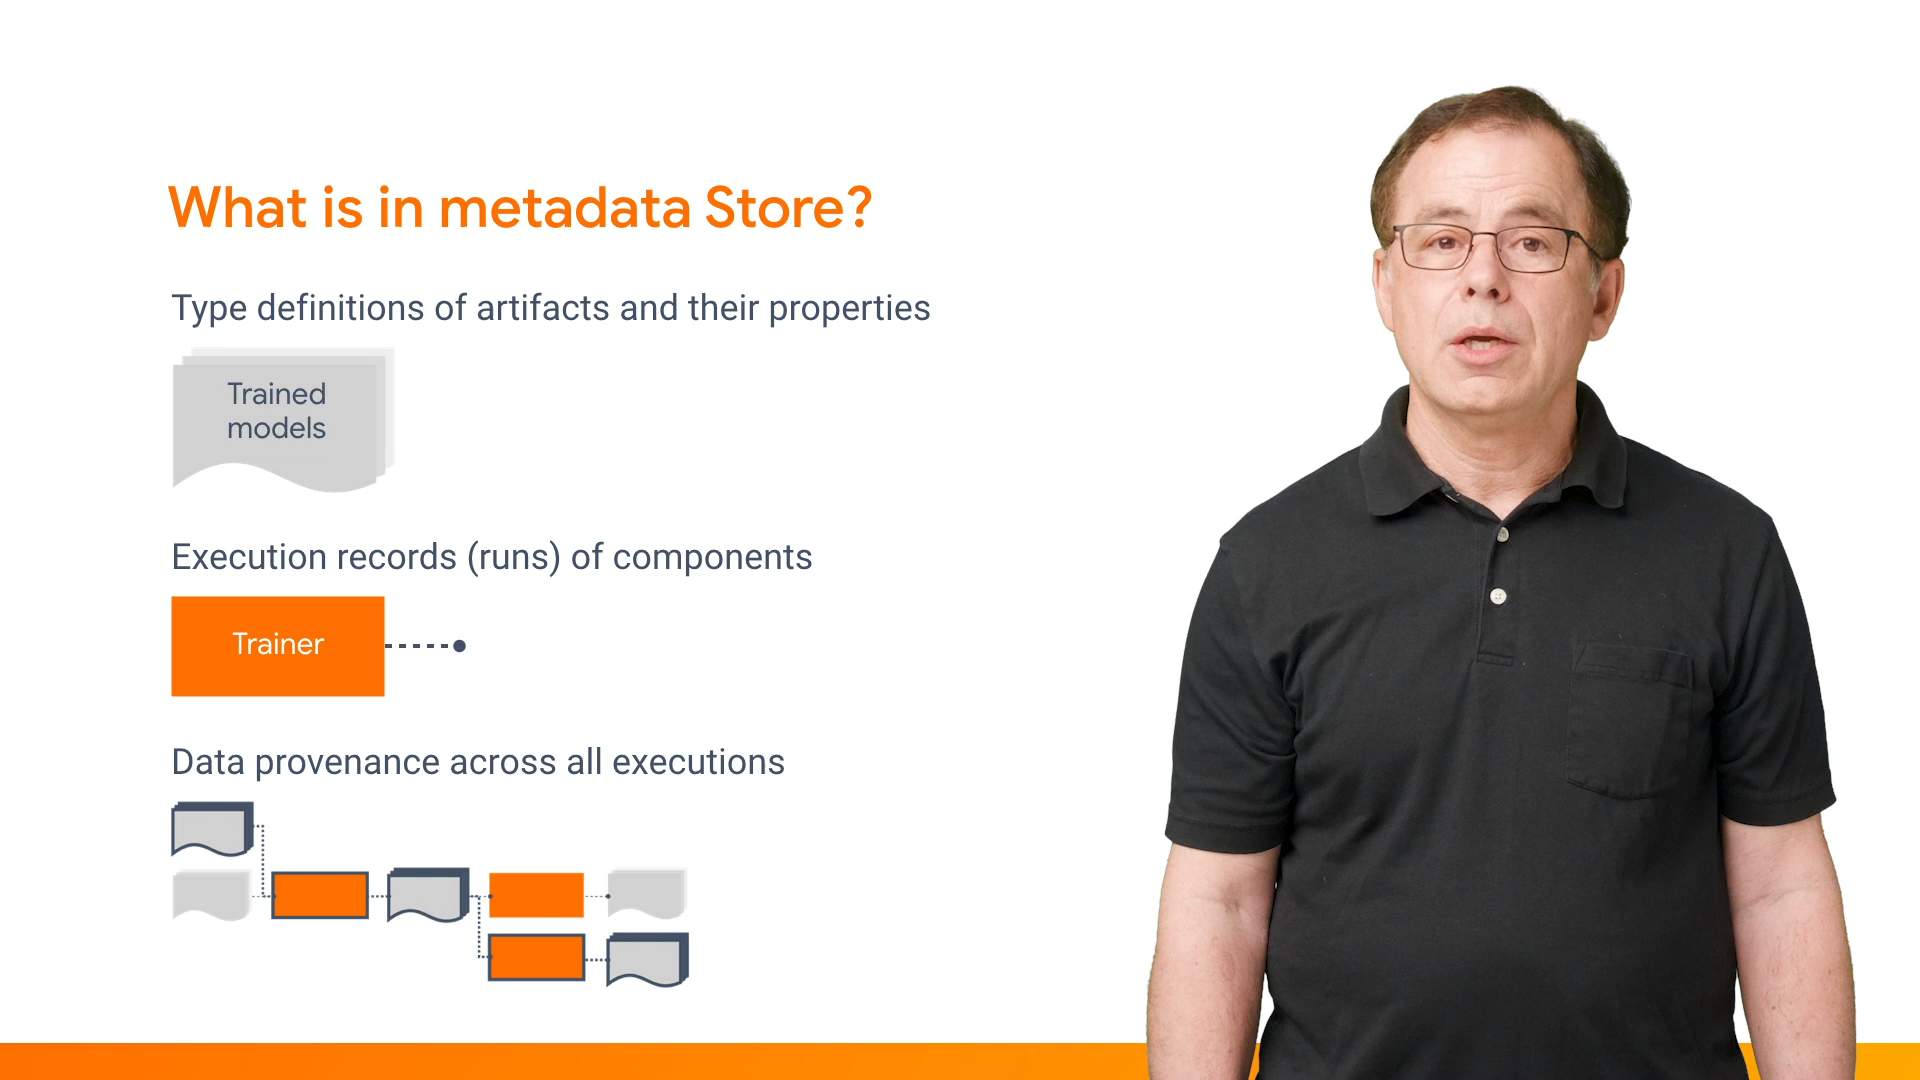 What is in metadata Store?
Type definitions of artifacts and their properties
Trained
models
Execution records (runs) of components
Trainer
Data provenance across all executions